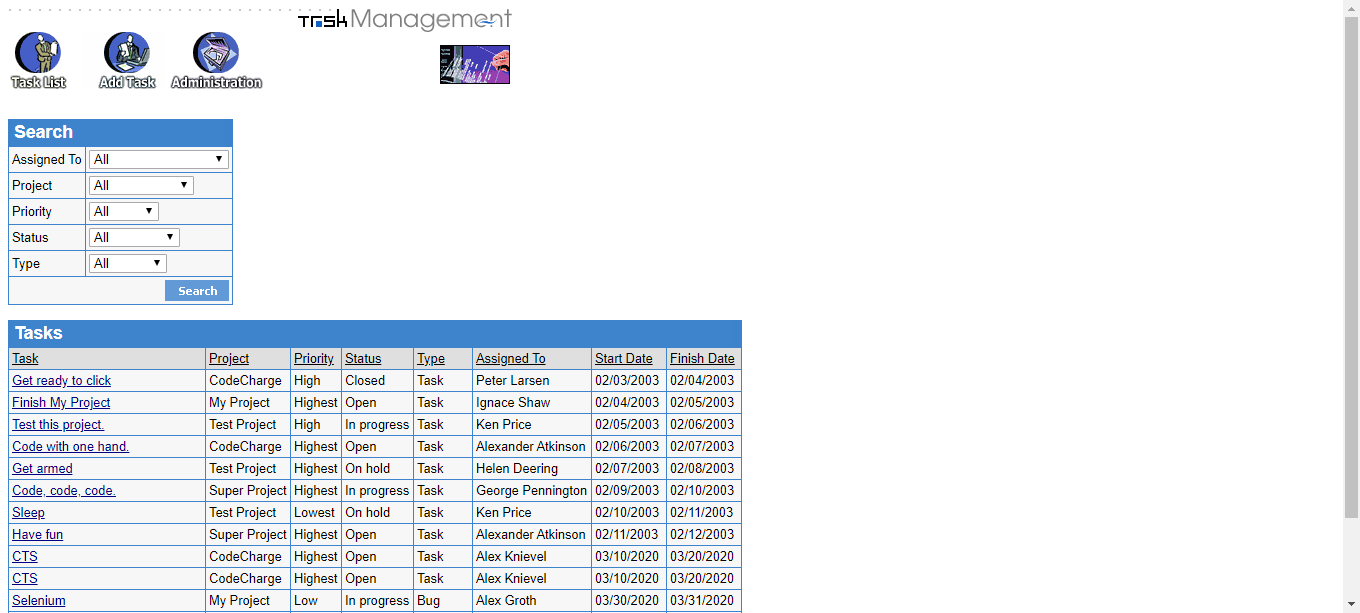 Task Management
Task List Add Task Administration
Search
Assigned To All
Project All
Priority All
Status All
Type All
Search
Tasks
Task Project Priority Status Type Assigned To Start Date Finish Date
Get ready to click CodeCharge High Closed Task Peter Larsen 02/03/2003 02/04/2003
Finish My Project My Project Highest Open Task Ignace Shaw 02/04/2003 02/05/2003
Test this project. Test Project High In progress Task Ken Price 02/05/2003 02/06/2003
Code with one hand. CodeCharge Highest Open Task Alexander Atkinson 02/06/2003 02/07/2003
Get armed Test Project Highest On hold Task Helen Deering 02/07/2003 02/08/2003
Code, code, code. Super Project Highest In progress Task George Pennington 02/09/2003 02/10/2003
Sleep Test Project Lowest On hold Task Ken Price 02/10/2003 02/11/2003
Have fun Super Project Highest Open Task Alexander Atkinson 02/11/2003 02/12/2003
CTS CodeCharge Highest Open Task Alex Knievel 03/10/2020 03/20/2020
CTS CodeCharge Highest Open Task Alex Knievel 03/10/2020 03/20/2020
Selenium My Project Low In progress Bug Alex Groth 03/30/2020 03/31/2020